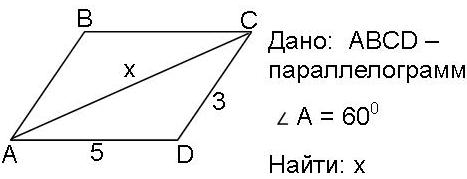 B
C
Дано: ABCD –
параллелограмм
x
3
∠ A = 60⁰
A
5
D
Найти: x